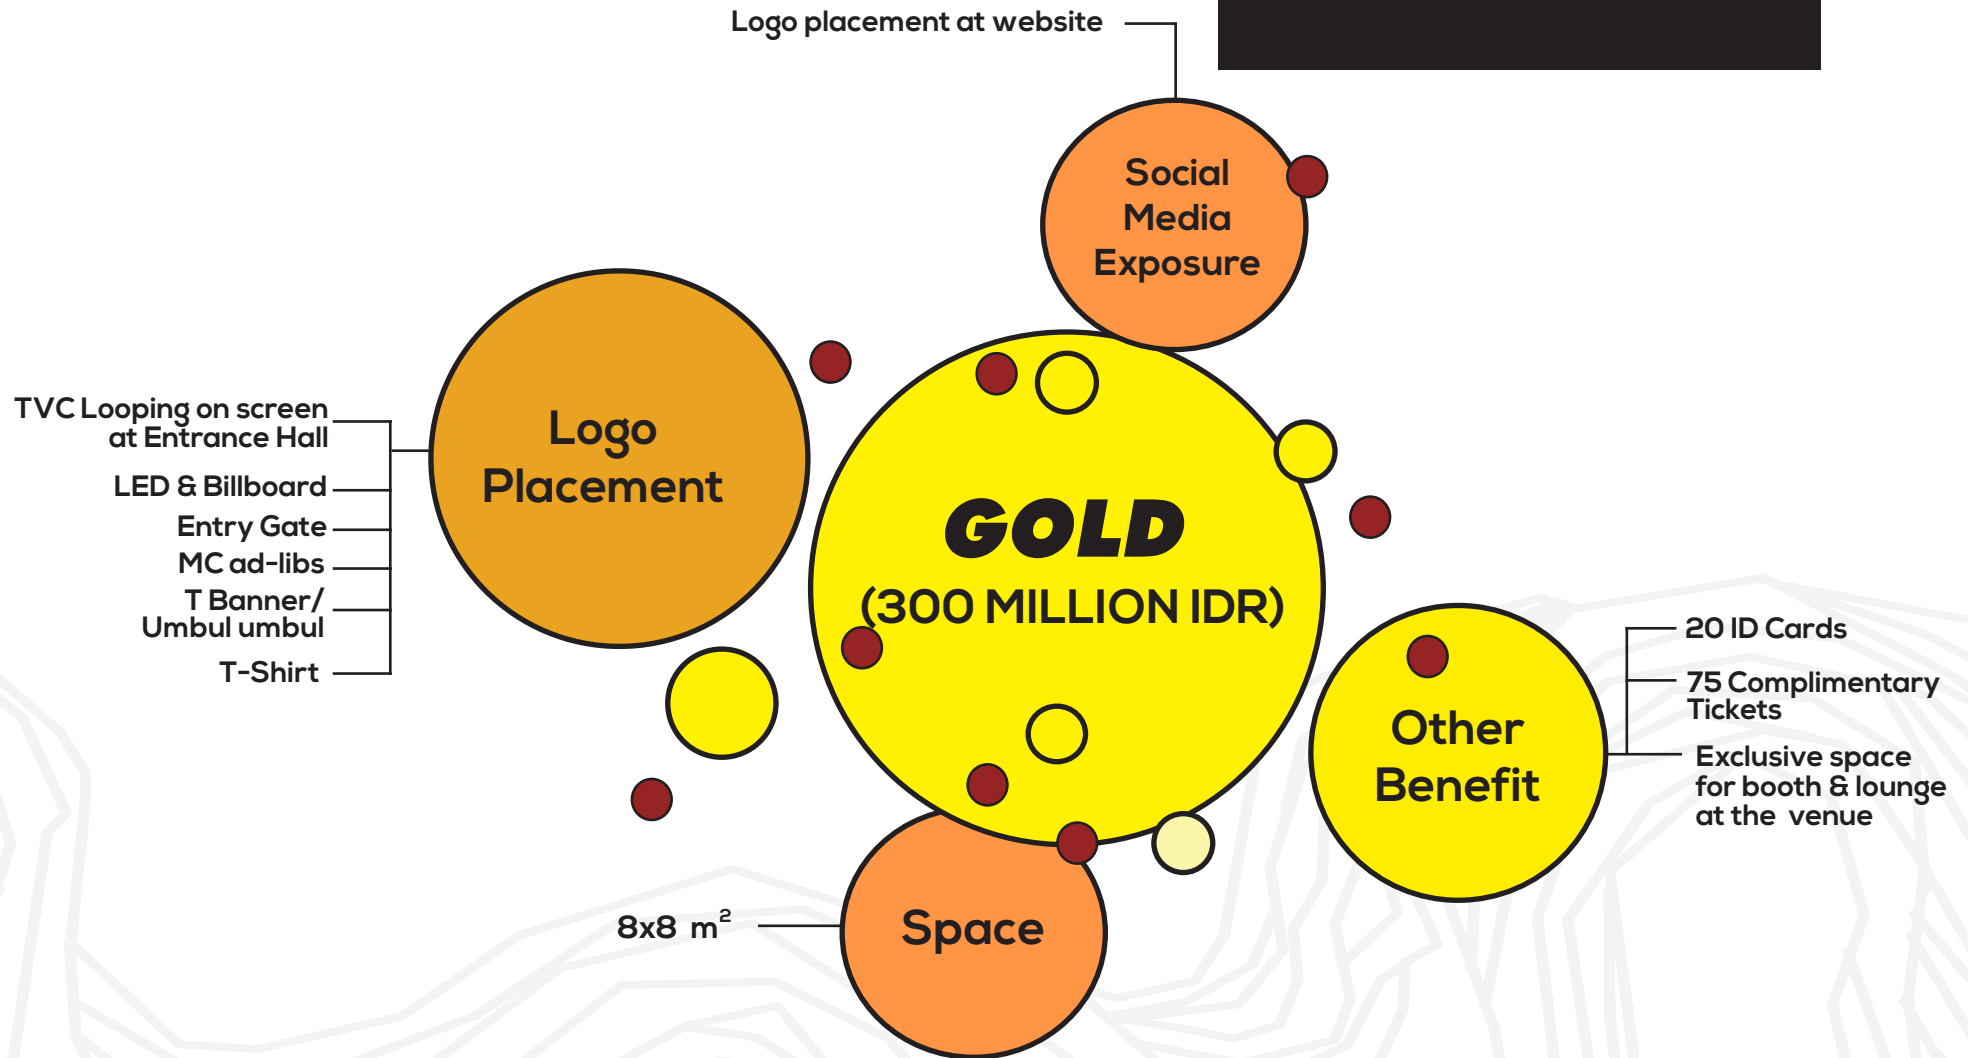 Logo placement at website
Social
Media
Exposure
Logo
Placement
TVC Looping on screen
at Entrance Hall
LED & Billboard
Entry Gate
MC ad-libs
T Banner/
Umbul umbul
T-Shirt
GOLD
(300 MILLION IDR)
Other
Benefit
20 ID Cards
75 Complimentary
Tickets
Exclusive space
for booth & lounge
at the venue
8x8 m²
Space